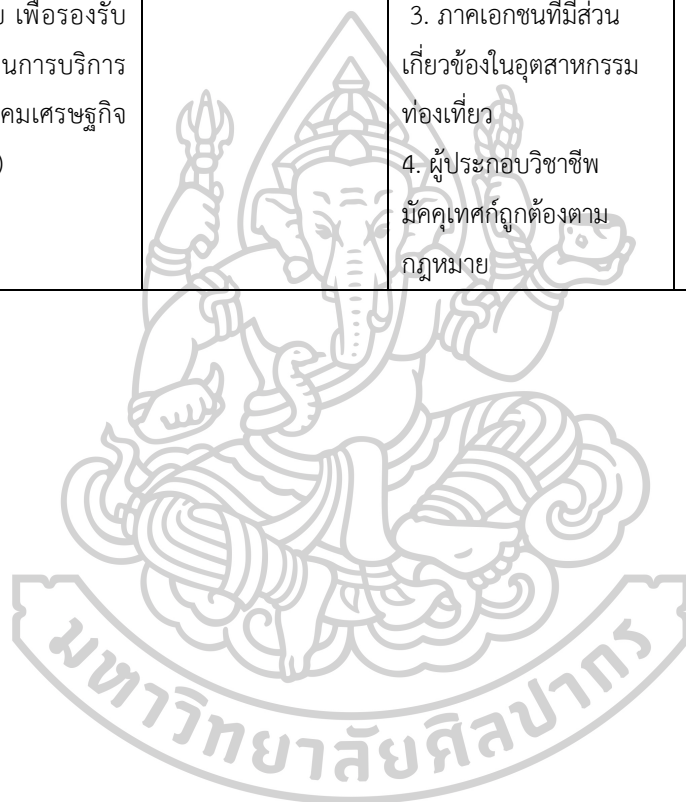 เพื่อรองรับ
นการบริการ
คมเศรษฐกิจ
)
3. ภาคเอกชนที่มีส่วน
เกี่ยวข้องในอุตสาหกรรม
ท่องเที่ยว
4. ผู้ประกอบวิชาชีพ
มัคคุเทศก์ถูกต้องตาม
กฎหมาย
มหาวิทยาลัยศิลปากร